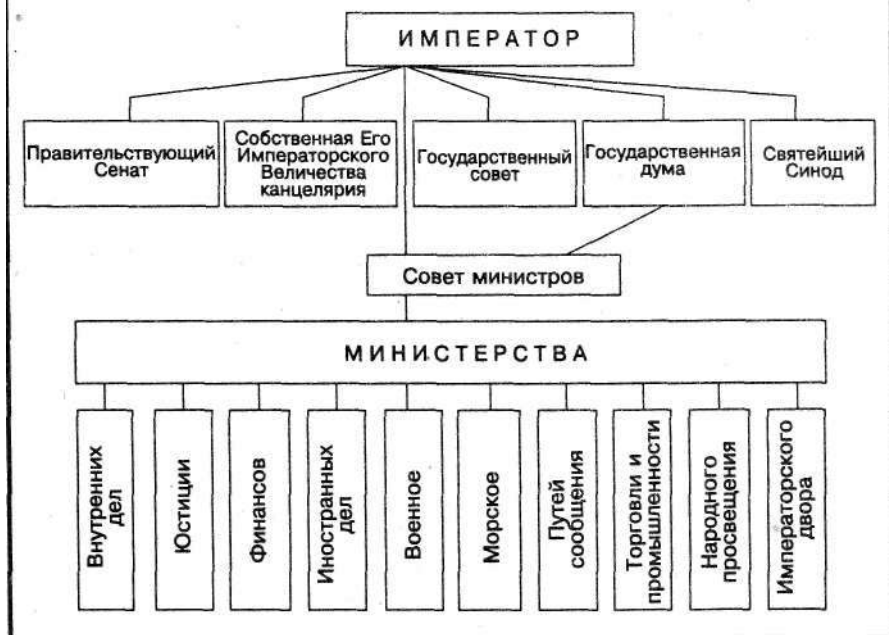 ИМПЕРАТОР
Правительствующий
Сенат
Собственная Его
Императорского
Величества
канцелярия
Государственный
совет
Государственная
дума
Святейший
Синод
Совет министров
МИНИСТЕРСТВА
Внутренних
дел
Юстиции
Финансов
Иностранных
дел
Военное
Морское
Путей
сообщения
Торговли и
промышленности
Народного
просвещения
Императорского
двора